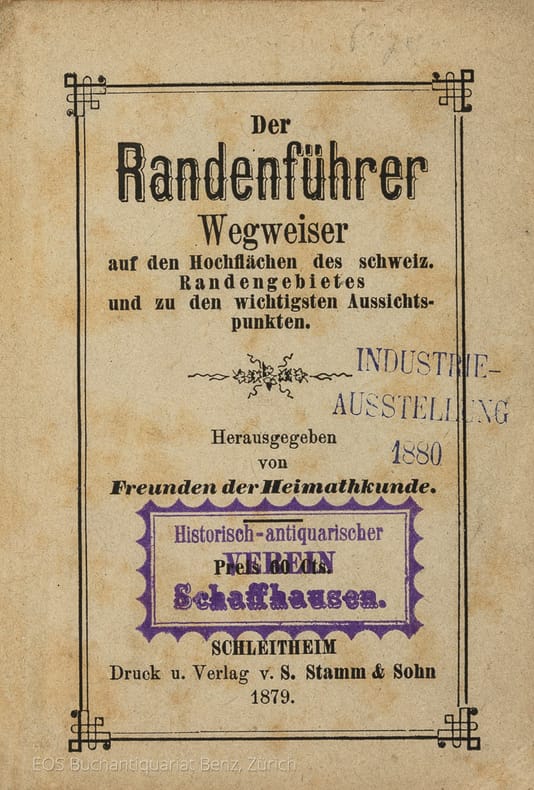 Der
Randenführer
Wegweiser
auf den Hochflächen des schweiz.
Randengebietes
und zu den wichtigsten Aussichts-
punkten.
INDUSTRIE-
AUSSTELLUNG
1880
Herausgegeben
von
Freunden der Heimathkunde.
Historisch-antiquarischer
VEREIN
Preis 60 Cts.
Schaffhausen.
SCHLEITHEIM
Druck u. Verlag v. S. Stamm & Sohn
1879.
EOS Buchantiquariat Benz, Zürich